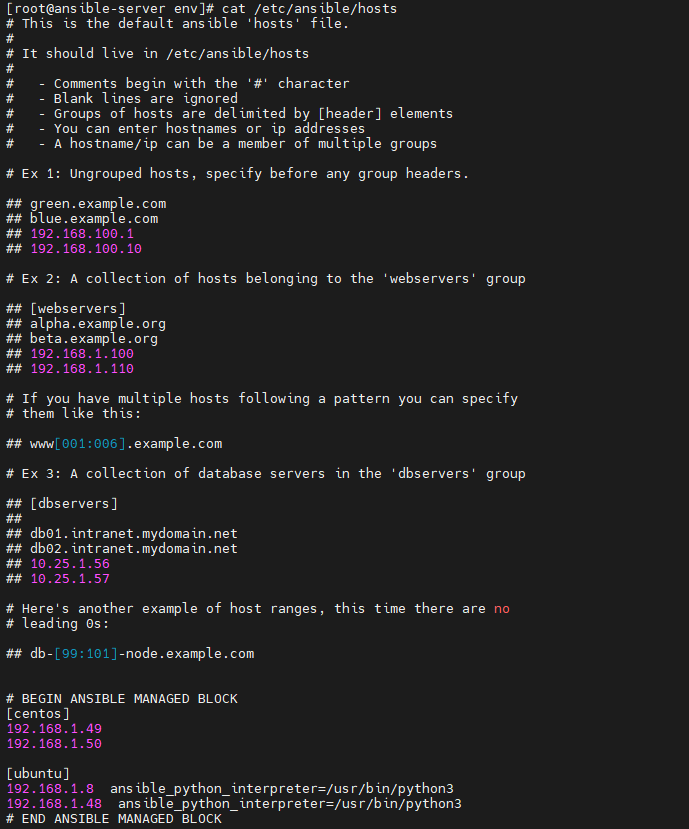 [root@ansible-server env]# cat /etc/ansible/hosts
# This is the default ansible 'hosts' file.
#
# It should live in /etc/ansible/hosts
#
#   - Comments begin with the '#' character
#   - Blank lines are ignored
#   - Groups of hosts are delimited by [header] elements
#   - You can enter hostnames or ip addresses
#   - A hostname/ip can be a member of multiple groups
# Ex 1: Ungrouped hosts, specify before any group headers.
## green.example.com
## blue.example.com
## 192.168.100.1
## 192.168.100.10
# Ex 2: A collection of hosts belonging to the 'webservers' group
## [webservers]
## alpha.example.org
## beta.example.org
## 192.168.1.100
## 192.168.1.110
# If you have multiple hosts following a pattern you can specify
# them like this:
## www[001:006].example.com
# Ex 3: A collection of database servers in the 'dbservers' group
## [dbservers]
##
## db01.intranet.mydomain.net
## db02.intranet.mydomain.net
## 10.25.1.56
## 10.25.1.57
# Here's another example of host ranges, this time there are no
# leading 0s:
## db-[99:101]-node.example.com
# BEGIN ANSIBLE MANAGED BLOCK
[centos]
192.168.1.49
192.168.1.50
[ubuntu]
192.168.1.8  ansible_python_interpreter=/usr/bin/python3
192.168.1.48  ansible_python_interpreter=/usr/bin/python3
# END ANSIBLE MANAGED BLOCK